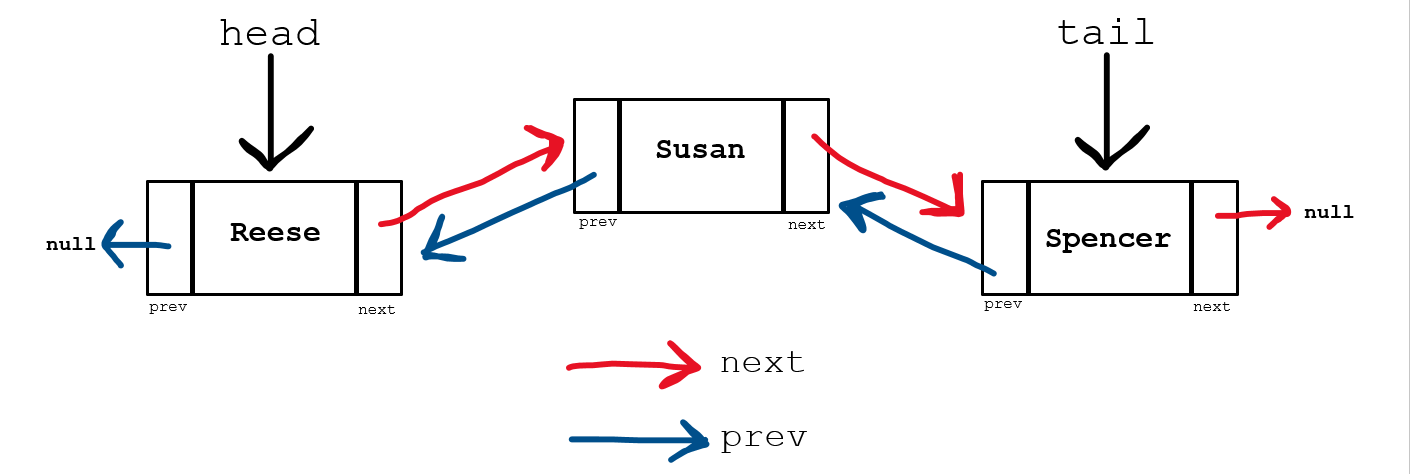 head
tail
Susan
prev
next
Reese
null
prev
next
Spencer
null
prev
next
next
prev